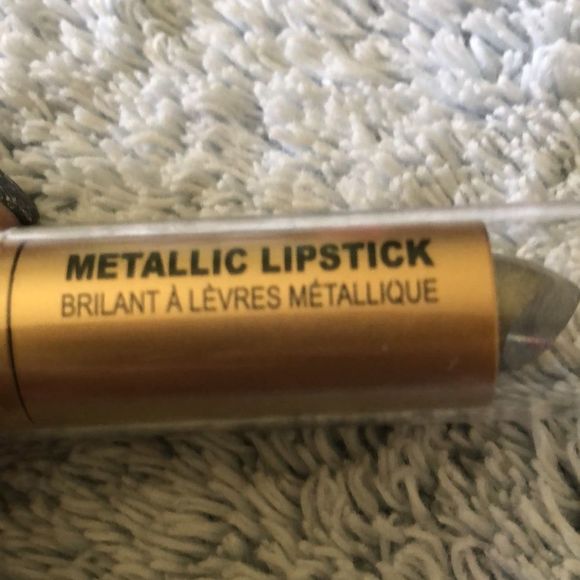 METALLIC LIPSTICK
BRILANT À LÈVRES MÉTALLIQUE